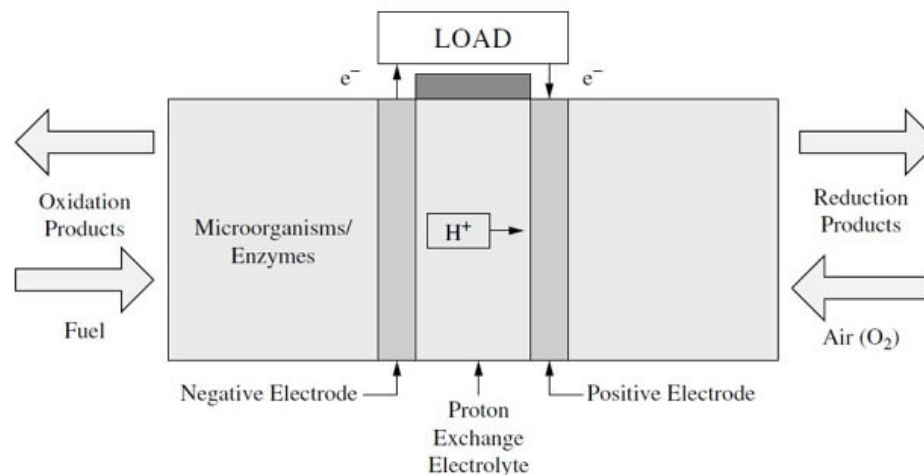 LOAD
e⁻
e⁻
Oxidation
Products
Microorganisms/
Enzymes
H⁺
Reduction
Products
Fuel
Air (O₂)
Negative Electrode
Proton
Exchange
Electrolyte
Positive Electrode